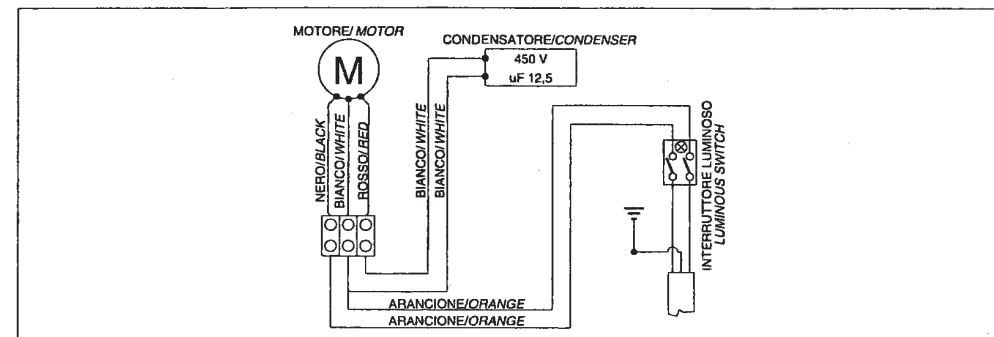 MOTORE/ MOTOR
M
CONDENSATORE/CONDENSER
450 V
uF 12,5
NERO/BLACK
BIANCO/WHITE
ROSSO/RED
BIANCO/WHITE
BIANCO/WHITE
INTERRUTTORE LUMINOSO
LUMINOUS SWITCH
ARANCIONE/ORANGE
ARANCIONE/ORANGE